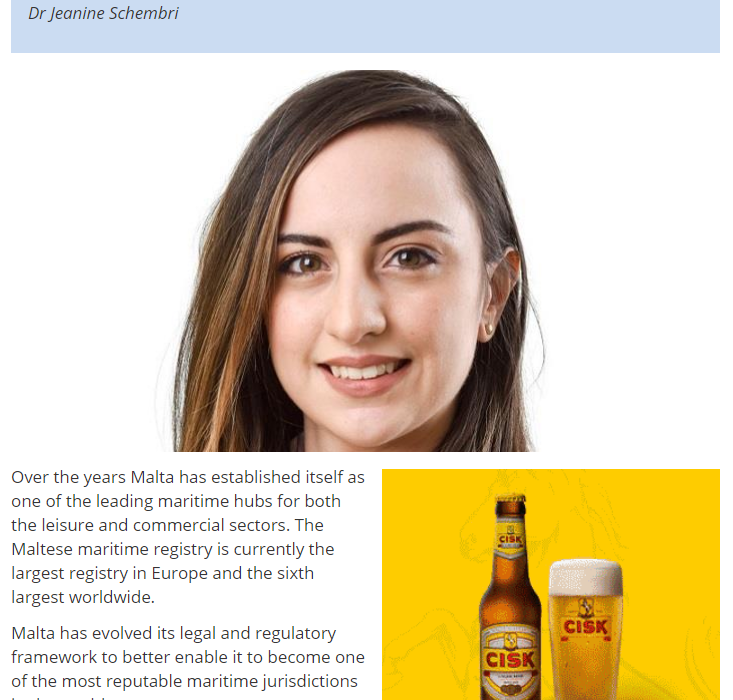 Dr Jeanine Schembri
Over the years Malta has established itself as
one of the leading maritime hubs for both
the leisure and commercial sectors. The
Maltese maritime registry is currently the
largest registry in Europe and the sixth
largest worldwide.
Malta has evolved its legal and regulatory
framework to better enable it to become one
of the most reputable maritime jurisdictions
CISK
CISK
LAGER BEER
CISK